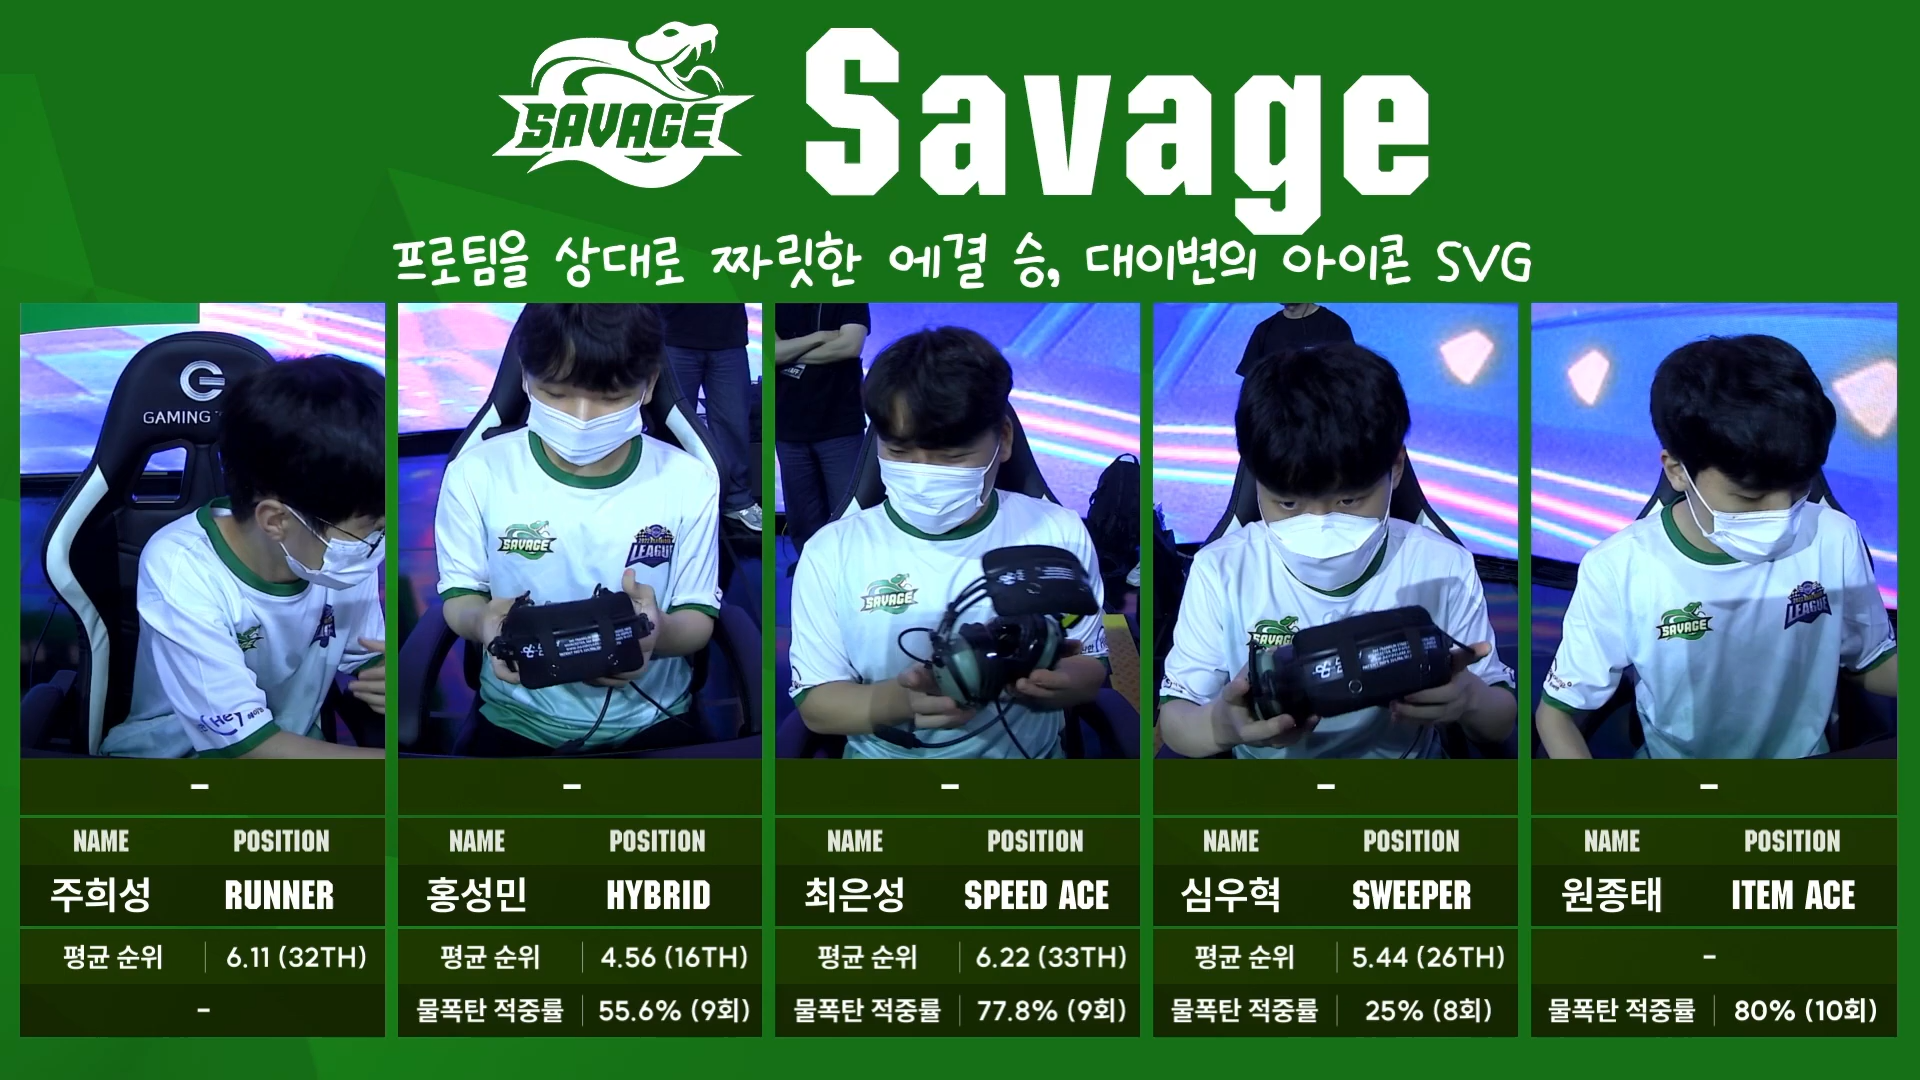 SAVAGE Savage
프로팀을 상대로 짜릿한 에결 승, 대이변의 아이콘 SVG
GAMING
SAVAGE LEAGUE SAVAGE SAVAGE SAVAGE LEAGUE
Hey
- - - - -
NAME POSITION NAME POSITION NAME POSITION NAME POSITION NAME POSITION
주희성 RUNNER 홍성민 HYBRID 최은성 SPEED ACE 심우혁 SWEEPER 원종태 ITEM ACE
평균 순위 6.11 (32TH) 평균 순위 4.56 (16TH) 평균 순위 6.22 (33TH) 평균 순위 5.44 (26TH) -
- 물폭탄 적중률 55.6% (9회) 물폭탄 적중률 77.8% (9회) 물폭탄 적중률 25% (8회) 물폭탄 적중률 80% (10회)